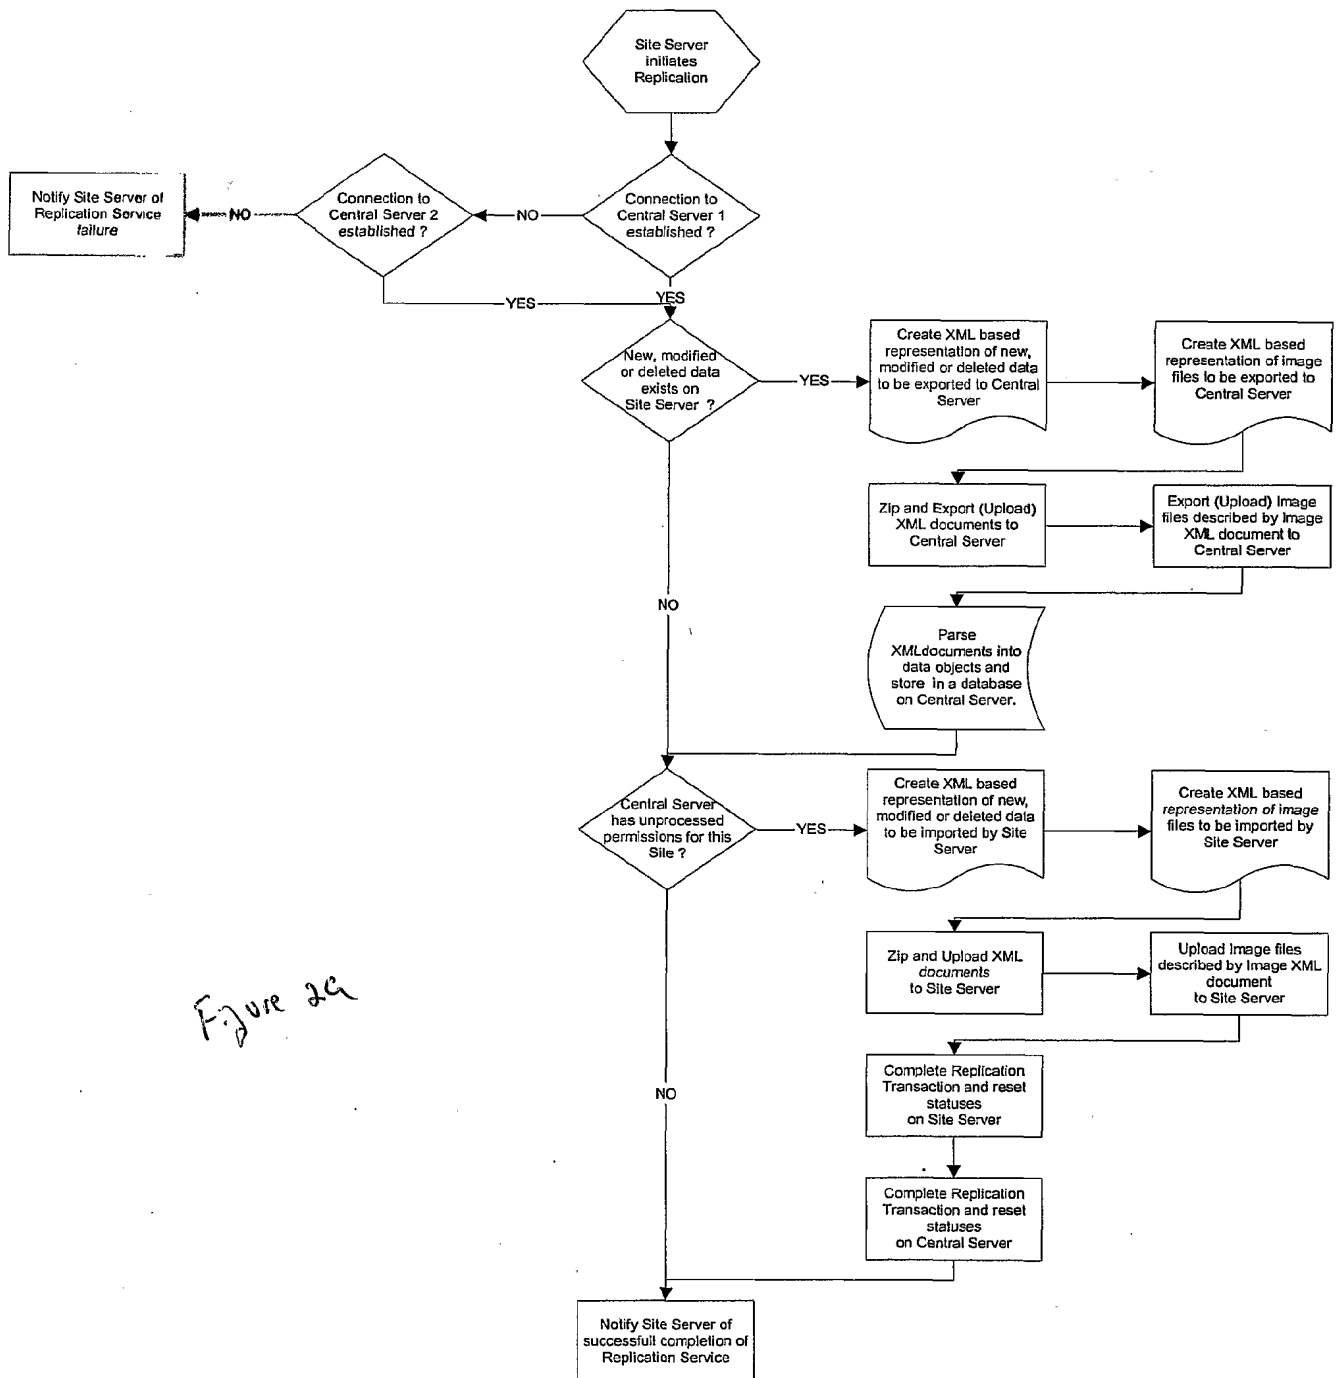 Site Server
initiates
Replication
Connection to
Central Server 1
established ?
NO
Connection to
Central Server 2
established ?
NO
Notify Site Server of
Replication Service
failure
YES
YES
New, modified
or deleted data
exists on
Site Server ?
YES
Create XML based
representation of new,
modified or deleted data
to be exported to Central
Server
Create XML based
representation of image
files to be exported to
Central Server
Zip and Export (Upload)
XML documents to
Central Server
Export (Upload) Image
files described by Image
XML document to
Central Server
NO
Parse
XMLdocuments into
data objects and
store in a database
on Central Server.
Central Server
has unprocessed
permissions for this
Site ?
YES
Create XML based
representation of new,
modified or deleted data
to be imported by Site
Server
Create XML based
representation of image
files to be imported by
Site Server
Zip and Upload XML
documents
to Site Server
Upload Image files
described by Image XML
document
to Site Server
Figure 2a
NO
Complete Replication
Transaction and reset
statuses
on Site Server
Complete Replication
Transaction and reset
statuses
on Central Server
Notify Site Server of
successfull completion of
Replication Service